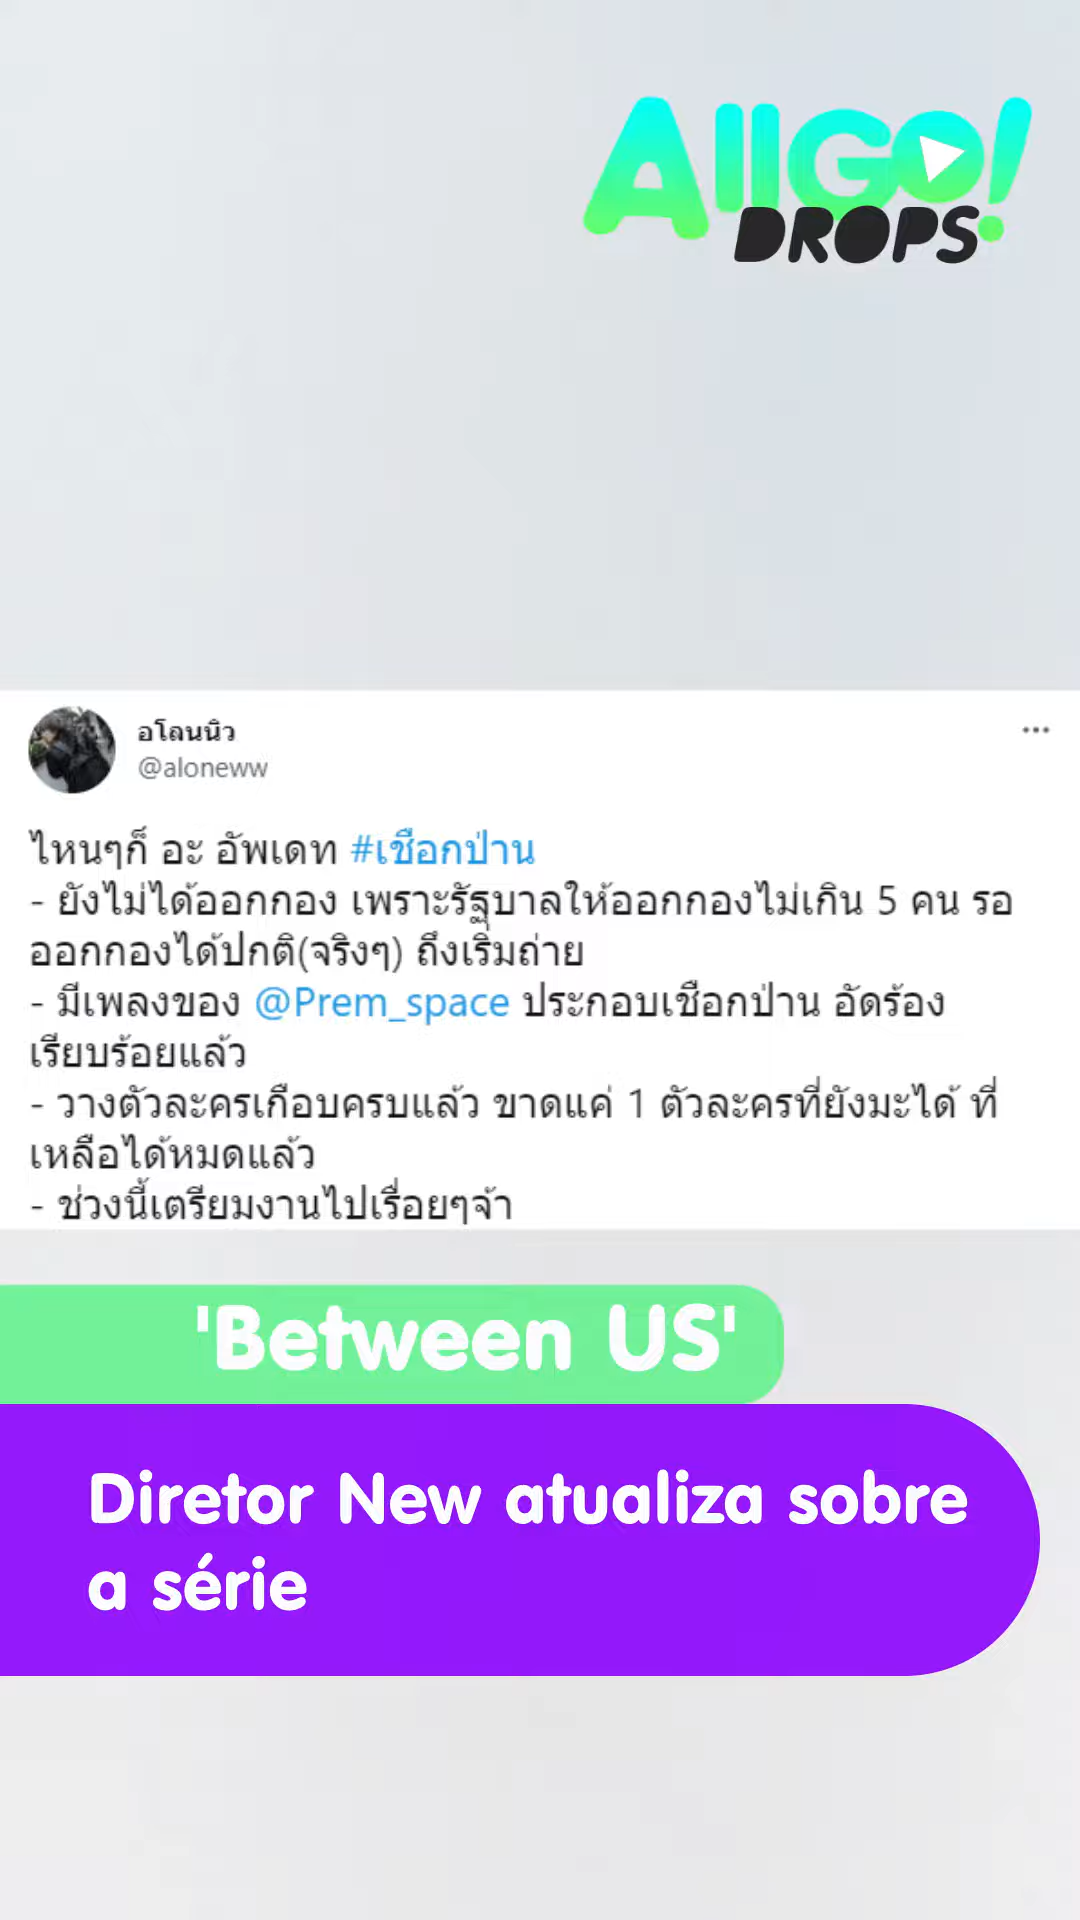 AllGO!
DROPS
อโลนนิว
@aloneww
ไหนๆก็ อะ อัพเดท #เชือกป่าน
- ยังไม่ได้ออกกอง เพราะรัฐบาลให้ออกกองไม่เกิน 5 คน รอ
ออกกองได้ปกติ(จริงๆ) ถึงเริ่มถ่าย
- มีเพลงของ @Prem_space ประกอบเชือกป่าน อัดร้อง
เรียบร้อยแล้ว
- วางตัวละครเกือบครบแล้ว ขาดแค่ 1 ตัวละครที่ยังมะได้ ที่
เหลือได้หมดแล้ว
- ช่วงนี้เตรียมงานไปเรื่อยๆจ้า
'Between US'
Diretor New atualiza sobre
a série